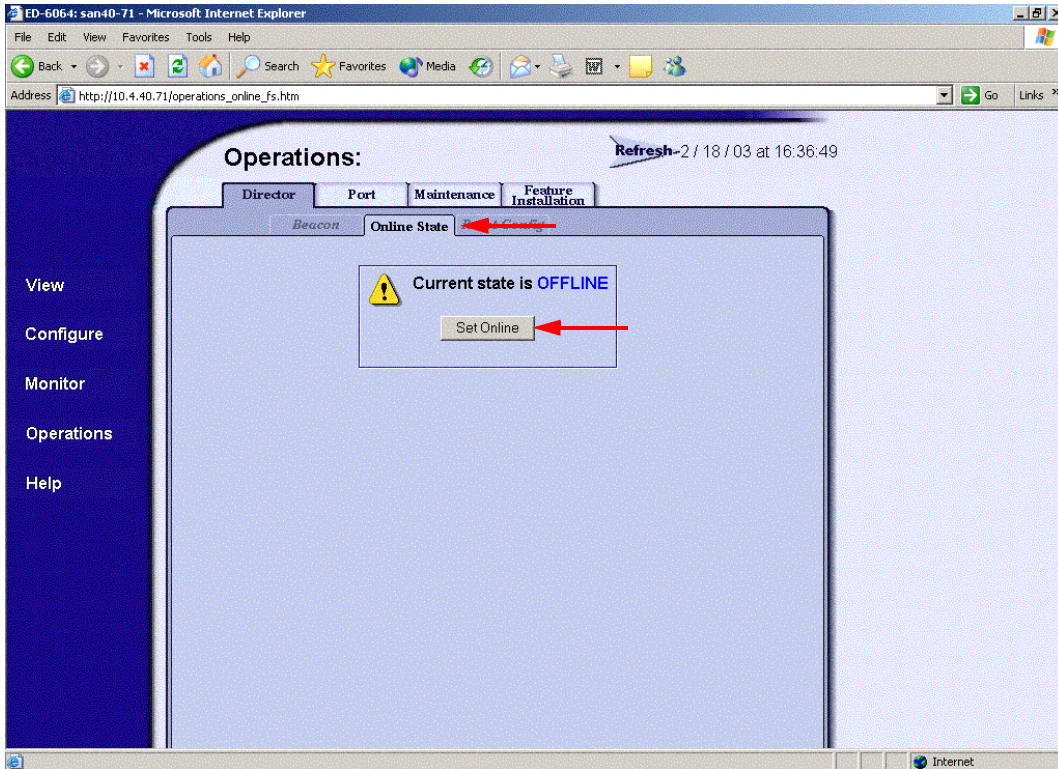 ED-6064: san40-71 - Microsoft Internet Explorer
File Edit View Favorites Tools Help
Back Search Favorites Media
Address http://10.4.40.71/operations_online_fs.htm Go Links »
Operations:
Refresh-2 / 18 / 03 at 16:36:49
Director Port Maintenance Feature Installation
Beacon Online State Config
Current state is OFFLINE
Set Online
View
Configure
Monitor
Operations
Help
Internet